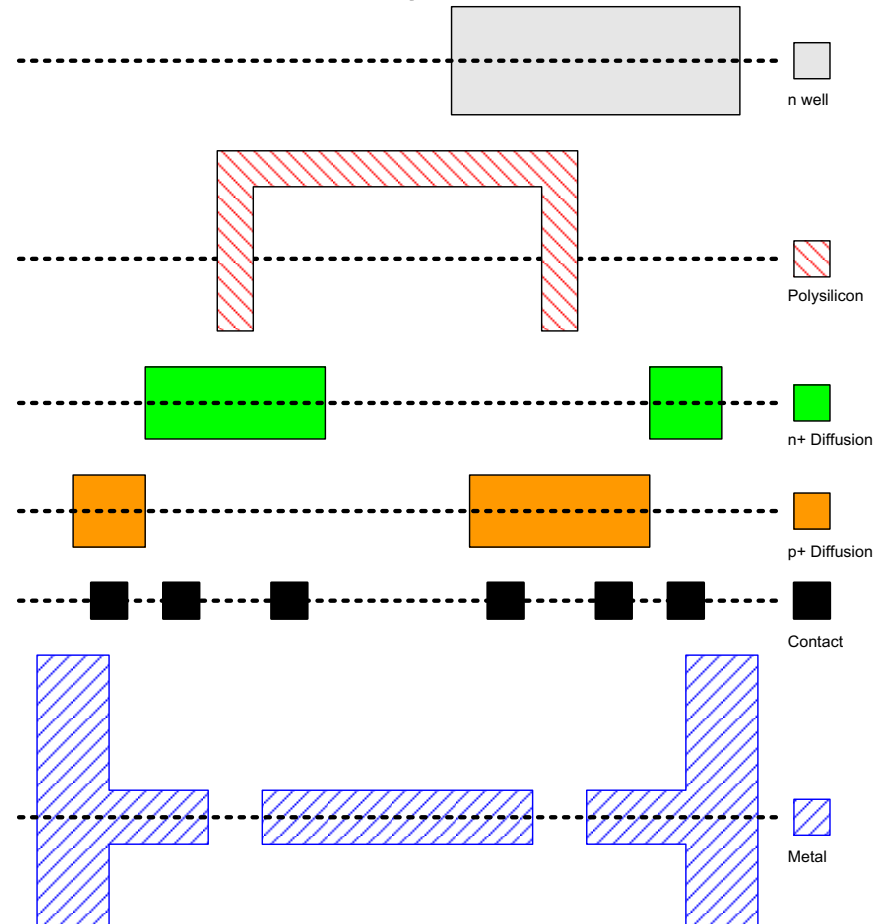 n well
Polysilicon
n+ Diffusion
p+ Diffusion
Contact
Metal